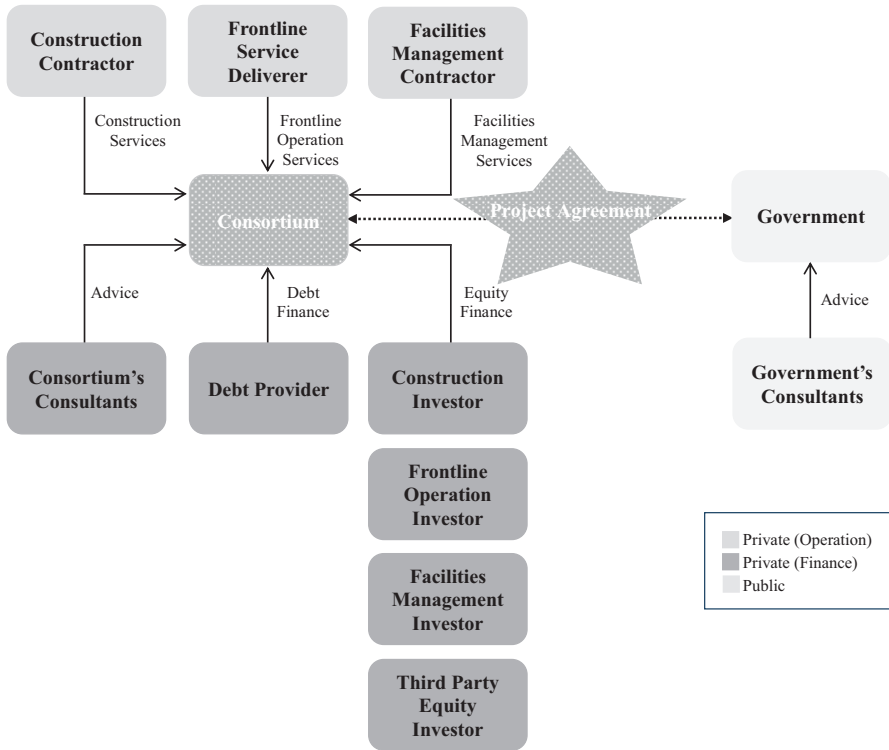 Construction
Contractor
Frontline
Service
Deliverer
Facilities
Management
Contractor
Construction
Services
Frontline
Operation
Services
Facilities
Management
Services
Consortium
Project Agreement
Government
Advice
Debt
Finance
Equity
Finance
Advice
Consortium's
Consultants
Debt Provider
Construction
Investor
Government's
Consultants
Frontline
Operation
Investor
Facilities
Management
Investor
Third Party
Equity
Investor
Private (Operation)
Private (Finance)
Public